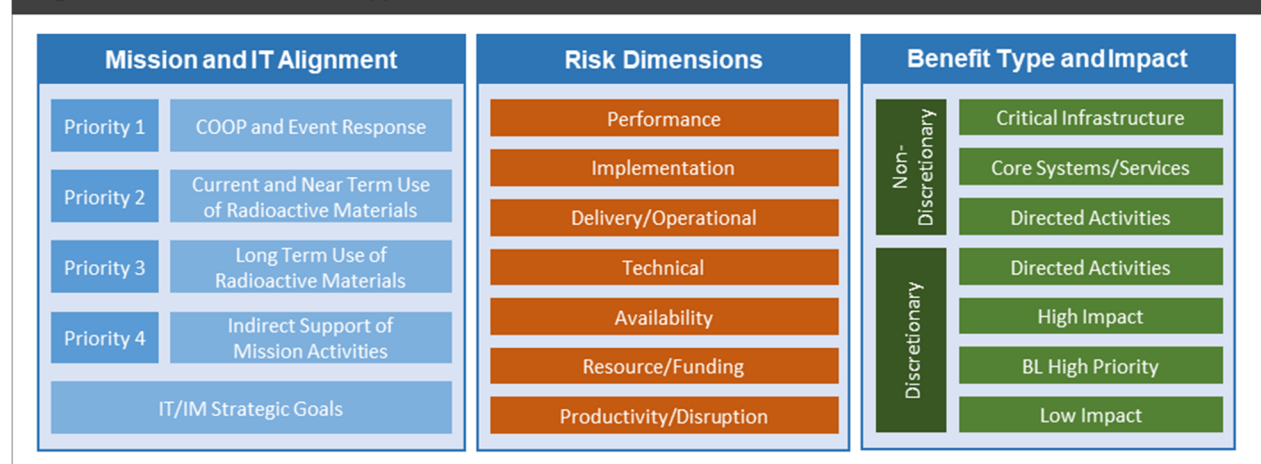 Mission and IT Alignment
Priority 1
COOP and Event Response
Priority 2
Current and Near Term Use
of Radioactive Materials
Priority 3
Long Term Use of
Radioactive Materials
Priority 4
Indirect Support of
Mission Activities
IT/IM Strategic Goals
Risk Dimensions
Performance
Implementation
Delivery/Operational
Technical
Availability
Resource/Funding
Productivity/Disruption
Benefit Type and Impact
Non-
Discretionary
Critical Infrastructure
Core Systems/Services
Directed Activities
Discretionary
Directed Activities
High Impact
BL High Priority
Low Impact